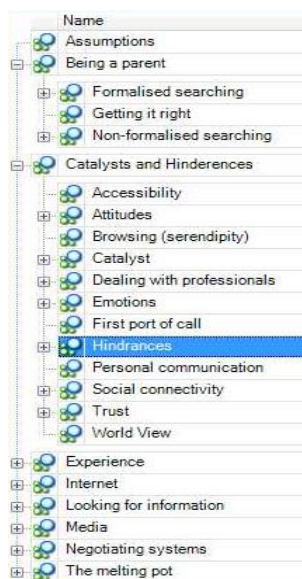 Name
Assumptions
Being a parent
Formalised searching
Getting it right
Non-formalised searching
Catalysts and Hinderences
Accessibility
Attitudes
Browsing (serendipity)
Catalyst
Dealing with professionals
Emotions
First port of call
Hindrances
Personal communication
Social connectivity
Trust
World View
Experience
Internet
Looking for information
Media
Negotiating systems
The melting pot